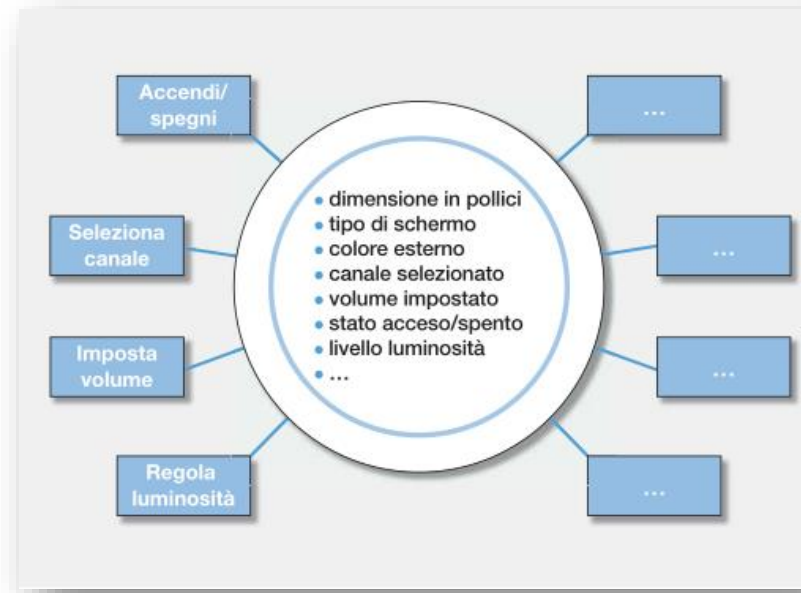 Accendi/
spegni
Seleziona
canale
Imposta
volume
Regola
luminosità
• dimensione in pollici
• tipo di schermo
• colore esterno
• canale selezionato
• volume impostato
• stato acceso/spento
• livello luminosità
• ...
...
...
...
...